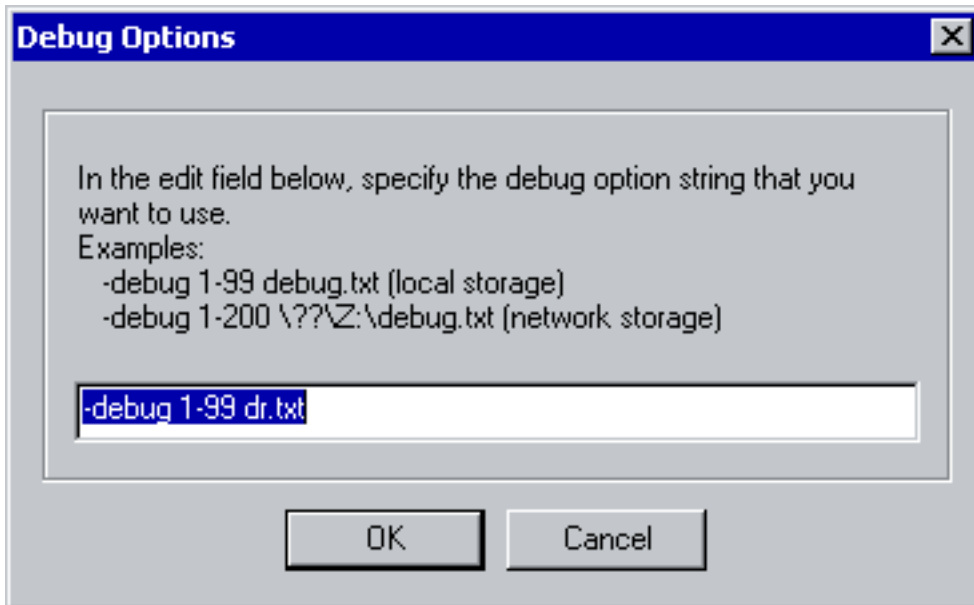 Debug Options
In the edit field below, specify the debug option string that you
want to use.
Examples:
-debug 1-99 debug.txt (local storage)
-debug 1-200 \??\Z:\debug.txt (network storage)
-debug 1-99 dr.txt
OK
Cancel